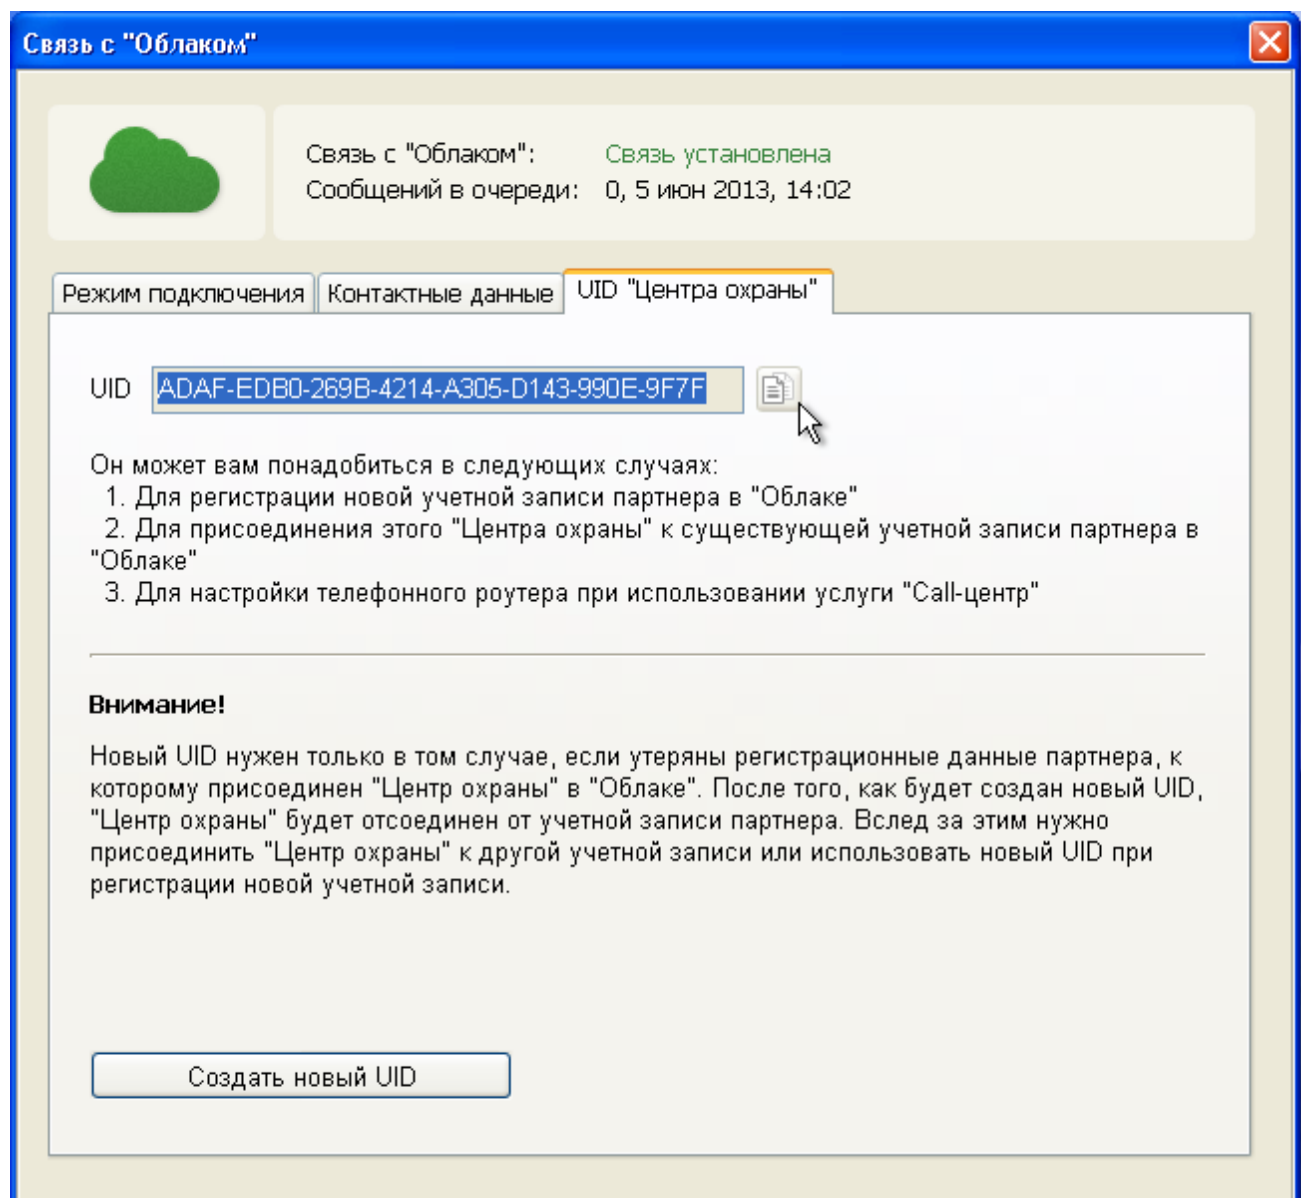 Связь с "Облаком"
Связь с "Облаком": Связь установлена
Сообщений в очереди: 0, 5 июн 2013, 14:02
Режим подключения Контактные данные UID "Центра охраны"
UID ADAF-EDB0-269B-4214-A305-D143-990E-9F7F
Он может вам понадобиться в следующих случаях:
1. Для регистрации новой учетной записи партнера в "Облаке"
2. Для присоединения этого "Центра охраны" к существующей учетной записи партнера в
"Облаке"
3. Для настройки телефонного роутера при использовании услуги "Call-центр"
Внимание!
Новый UID нужен только в том случае, если утеряны регистрационные данные партнера, к
которому присоединен "Центр охраны" в "Облаке". После того, как будет создан новый UID,
"Центр охраны" будет отсоединен от учетной записи партнера. Вслед за этим нужно
присоединить "Центр охраны" к другой учетной записи или использовать новый UID при
регистрации новой учетной записи.
Создать новый UID